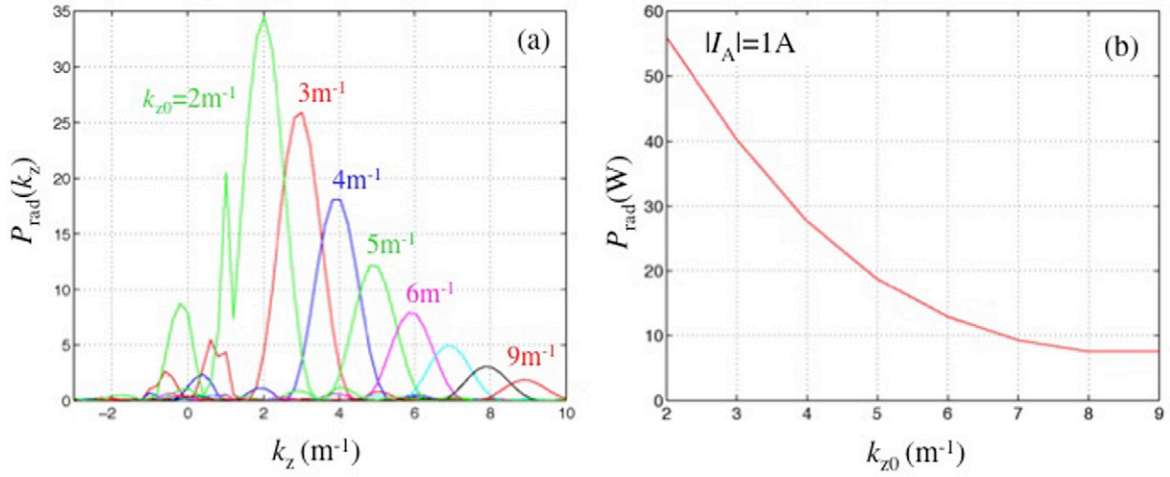 35
30
25
20
15
10
5
0
−2
0
2
4
6
8
10
P_rad(k_z)
k_z (m⁻¹)
(a)
k_z0=2m⁻¹
3m⁻¹
4m⁻¹
5m⁻¹
6m⁻¹
9m⁻¹
60
50
40
30
20
10
0
2
3
4
5
6
7
8
9
P_rad(W)
k_z0 (m⁻¹)
|I_A|=1A
(b)